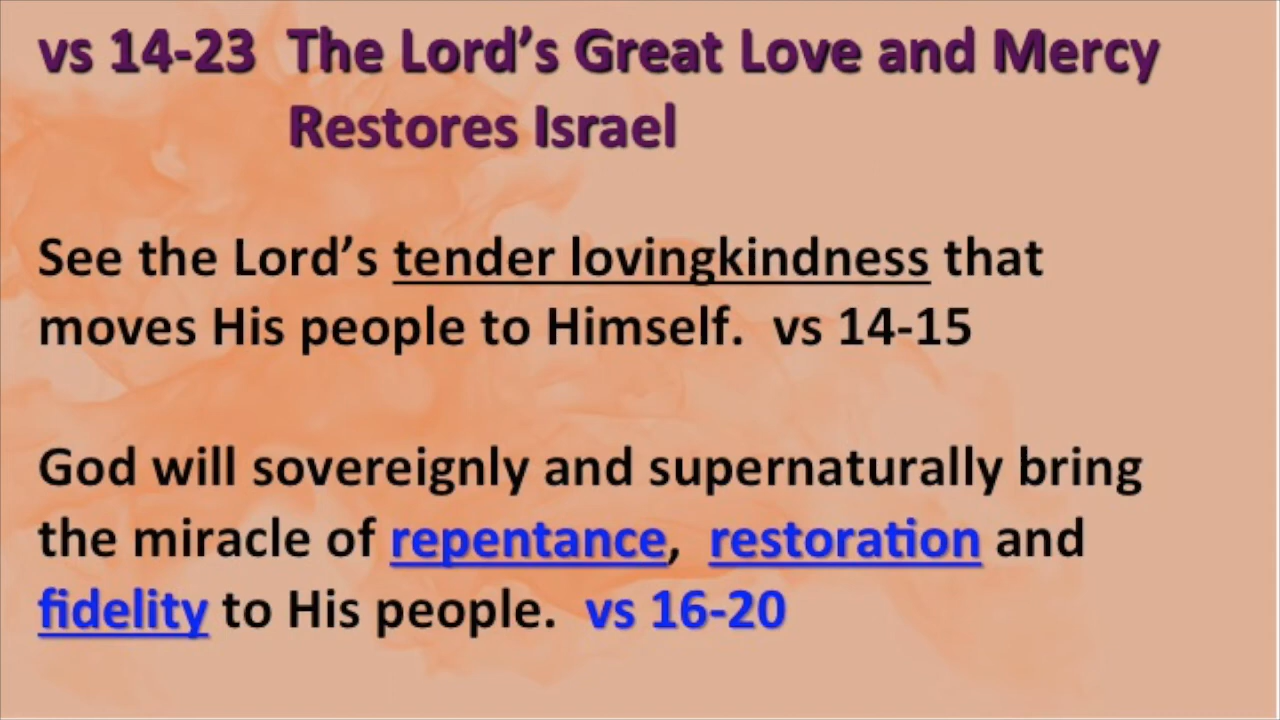 vs 14-23 The Lord’s Great Love and Mercy
Restores Israel
See the Lord’s tender lovingkindness that
moves His people to Himself. vs 14-15
God will sovereignly and supernaturally bring
the miracle of repentance, restoration and
fidelity to His people. vs 16-20